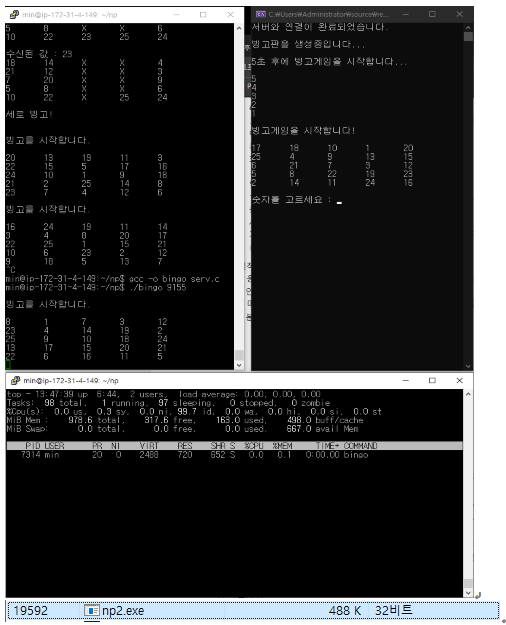 5 8 X X 6
10 22 23 25 24
수신된 값 : 23
18 14 X X 4
21 12 X X 3
7 20 X X 9
5 8 X X 6
10 22 X 25 24
세로 빙고!
빙고를 시작합니다.
20 13 19 11 3
22 15 5 17 16
24 10 1 9 18
21 2 25 14 8
23 7 4 12 6
빙고를 시작합니다.
16 24 19 11 14
3 4 8 20 17
22 25 1 15 21
10 6 23 2 12
9 18 5 13 7
^C
min@ip-172-31-4-149:~/np$ gcc -o bingo serv.c
min@ip-172-31-4-149:~/np$ ./bingo 9155
빙고를 시작합니다.
8 1 7 3 12
23 4 14 19 2
25 9 10 18 24
13 17 15 20 21
22 6 16 11 5
C:\Users\Administrator\source\re...
서버와 연결이 완료되었습니다.
빙고판을 생성중입니다...
5초 후에 빙고게임을 시작합니다...
5
4
3
2
1
빙고게임을 시작합니다!
17 18 10 1 20
25 4 9 13 15
6 21 7 3 12
5 8 22 19 23
2 14 11 24 16
숫자를 고르세요 :
min@ip-172-31-4-149: ~/np
top - 13:47:39 up 6:44, 2 users, load average: 0.00, 0.00, 0.00
Tasks: 98 total, 1 running, 97 sleeping, 0 stopped, 0 zombie
%Cpu(s): 0.0 us, 0.3 sy, 0.0 ni, 99.7 id, 0.0 wa, 0.0 hi, 0.0 si, 0.0 st
MiB Mem : 978.6 total, 317.6 free, 163.0 used, 498.0 buff/cache
MiB Swap: 0.0 total, 0.0 free, 0.0 used. 667.0 avail Mem
PID USER PR NI VIRT RES SHR S %CPU %MEM TIME+ COMMAND
7314 min 20 0 2488 720 652 S 0.0 0.1 0:00.00 bingo
19592 np2.exe 488 K 32비트